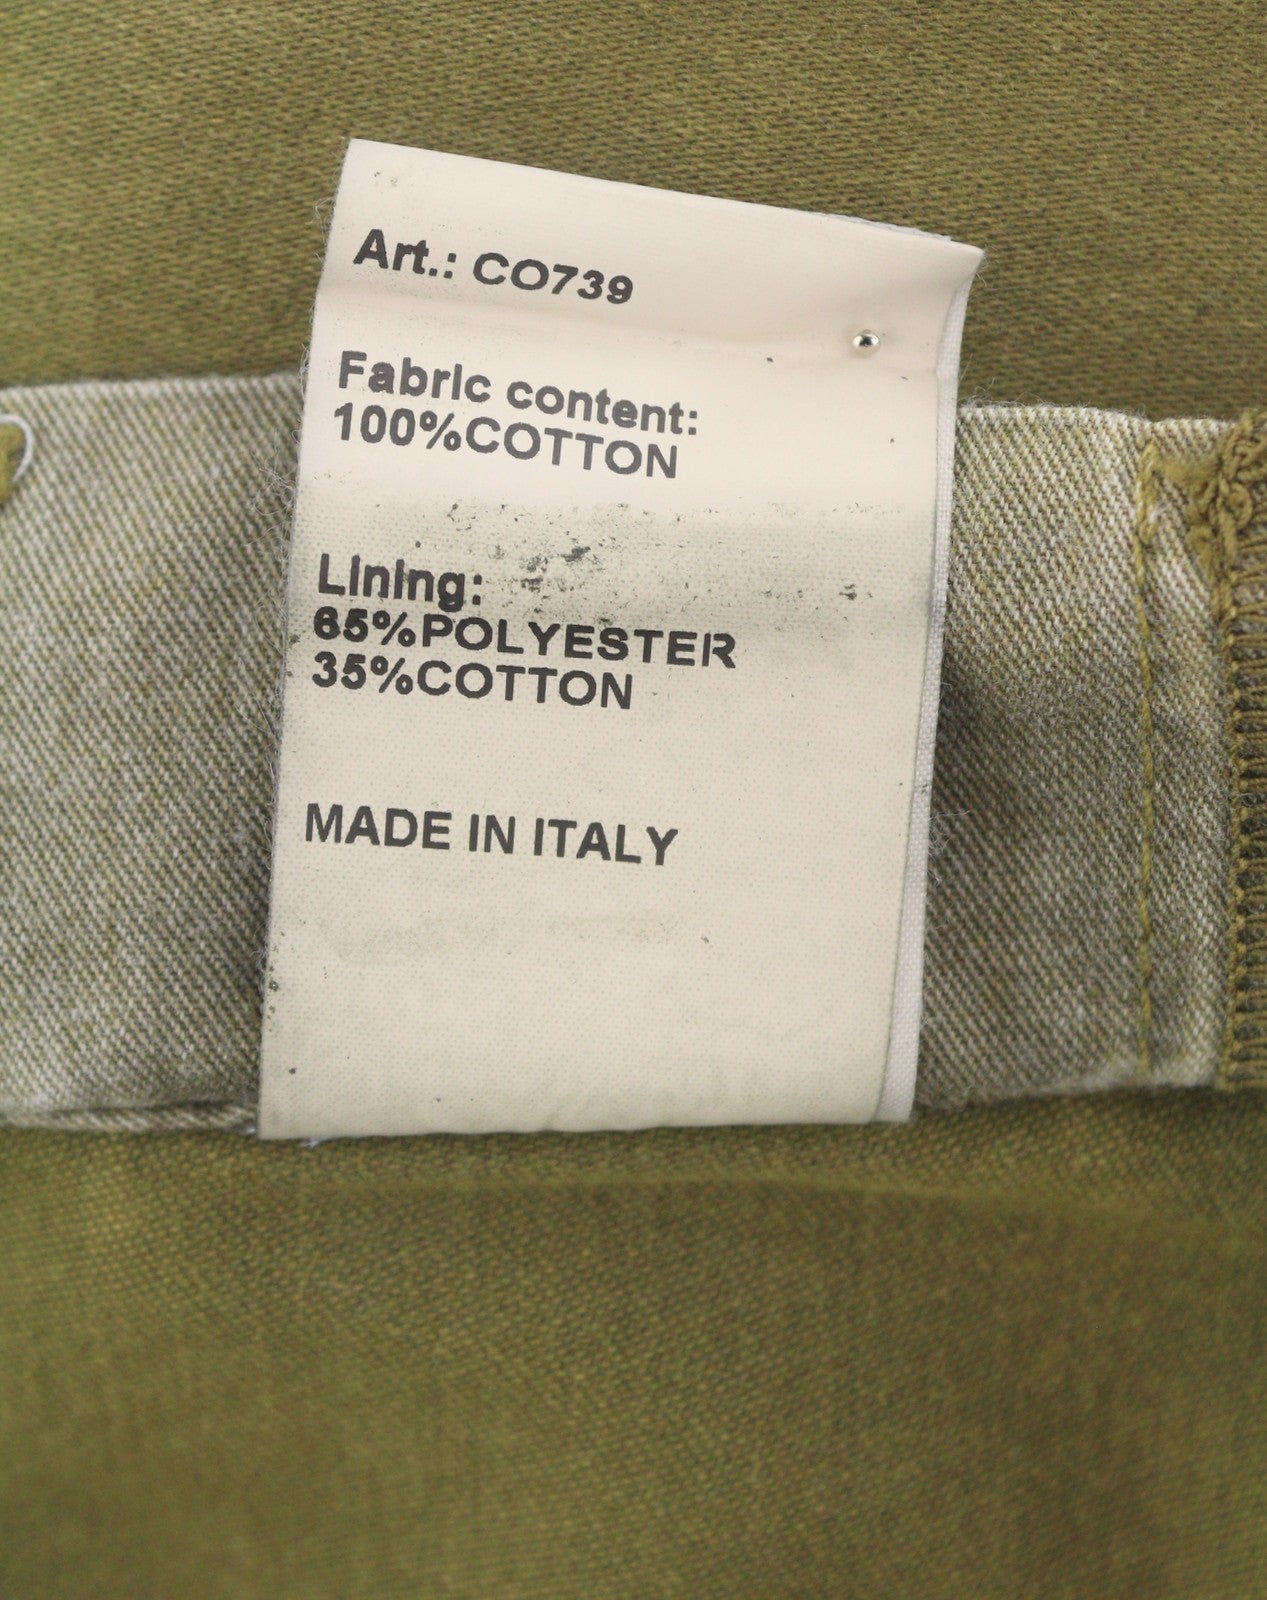 Art.: CO739
Fabric content:
100%COTTON
Lining:
65%POLYESTER
35%COTTON
MADE IN ITALY